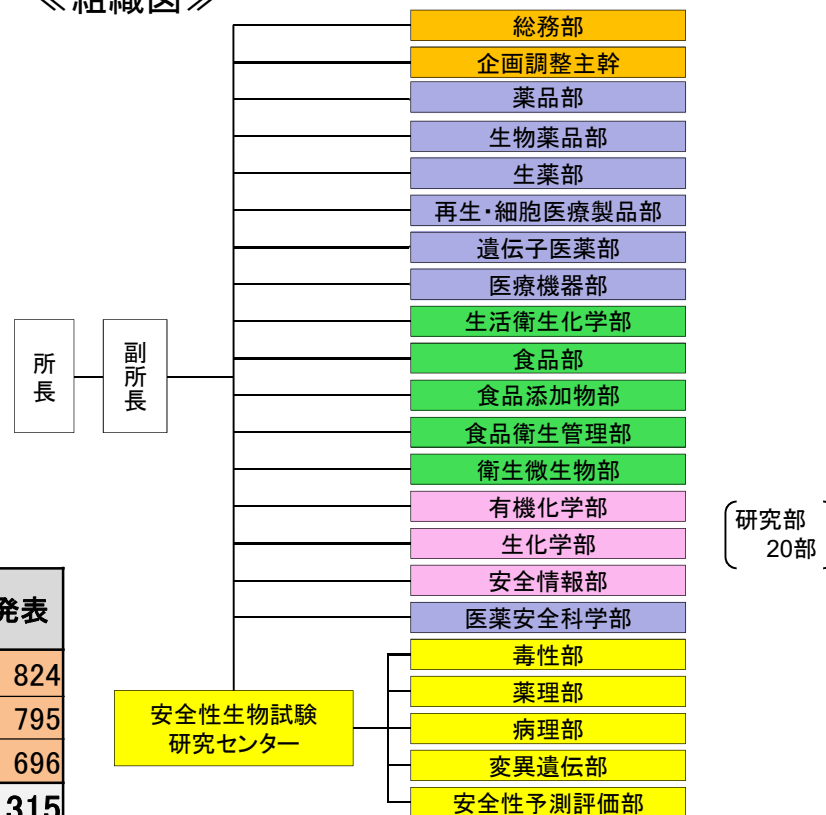 ≪組織図≫
総務部
企画調整主幹
薬品部
生物薬品部
生薬部
再生・細胞医療製品部
遺伝子医薬部
医療機器部
生活衛生化学部
食品部
食品添加物部
食品衛生管理部
衛生微生物部
有機化学部
生化学部
安全情報部
医薬安全科学部
所長
副所長
安全性生物試験
研究センター
毒性部
薬理部
病理部
変異遺伝部
安全性予測評価部
研究部
20部
発表
824
795
696
315